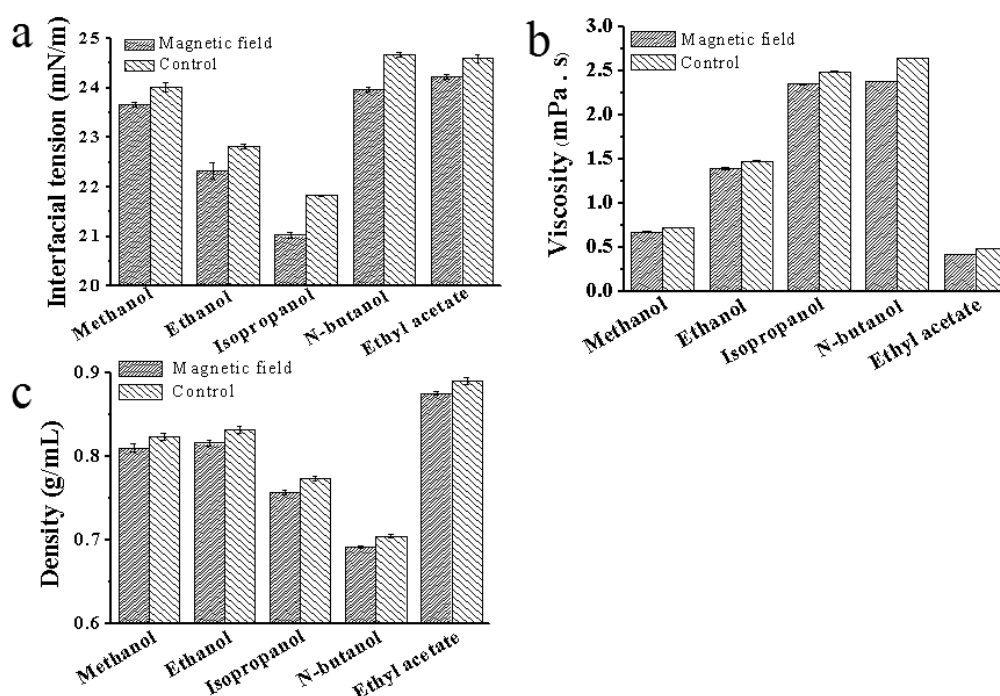 a
Interfacial tension (mN/m)
25
24
23
22
21
20
Magnetic field
Control
Methanol
Ethanol
Isopropanol
N-butanol
Ethyl acetate
b
Viscosity (mPa . s)
3.0
2.5
2.0
1.5
1.0
0.5
0.0
Magnetic field
Control
Methanol
Ethanol
Isopropanol
N-butanol
Ethyl acetate
c
Density (g/mL)
0.9
0.8
0.7
0.6
Magnetic field
Control
Methanol
Ethanol
Isopropanol
N-butanol
Ethyl acetate